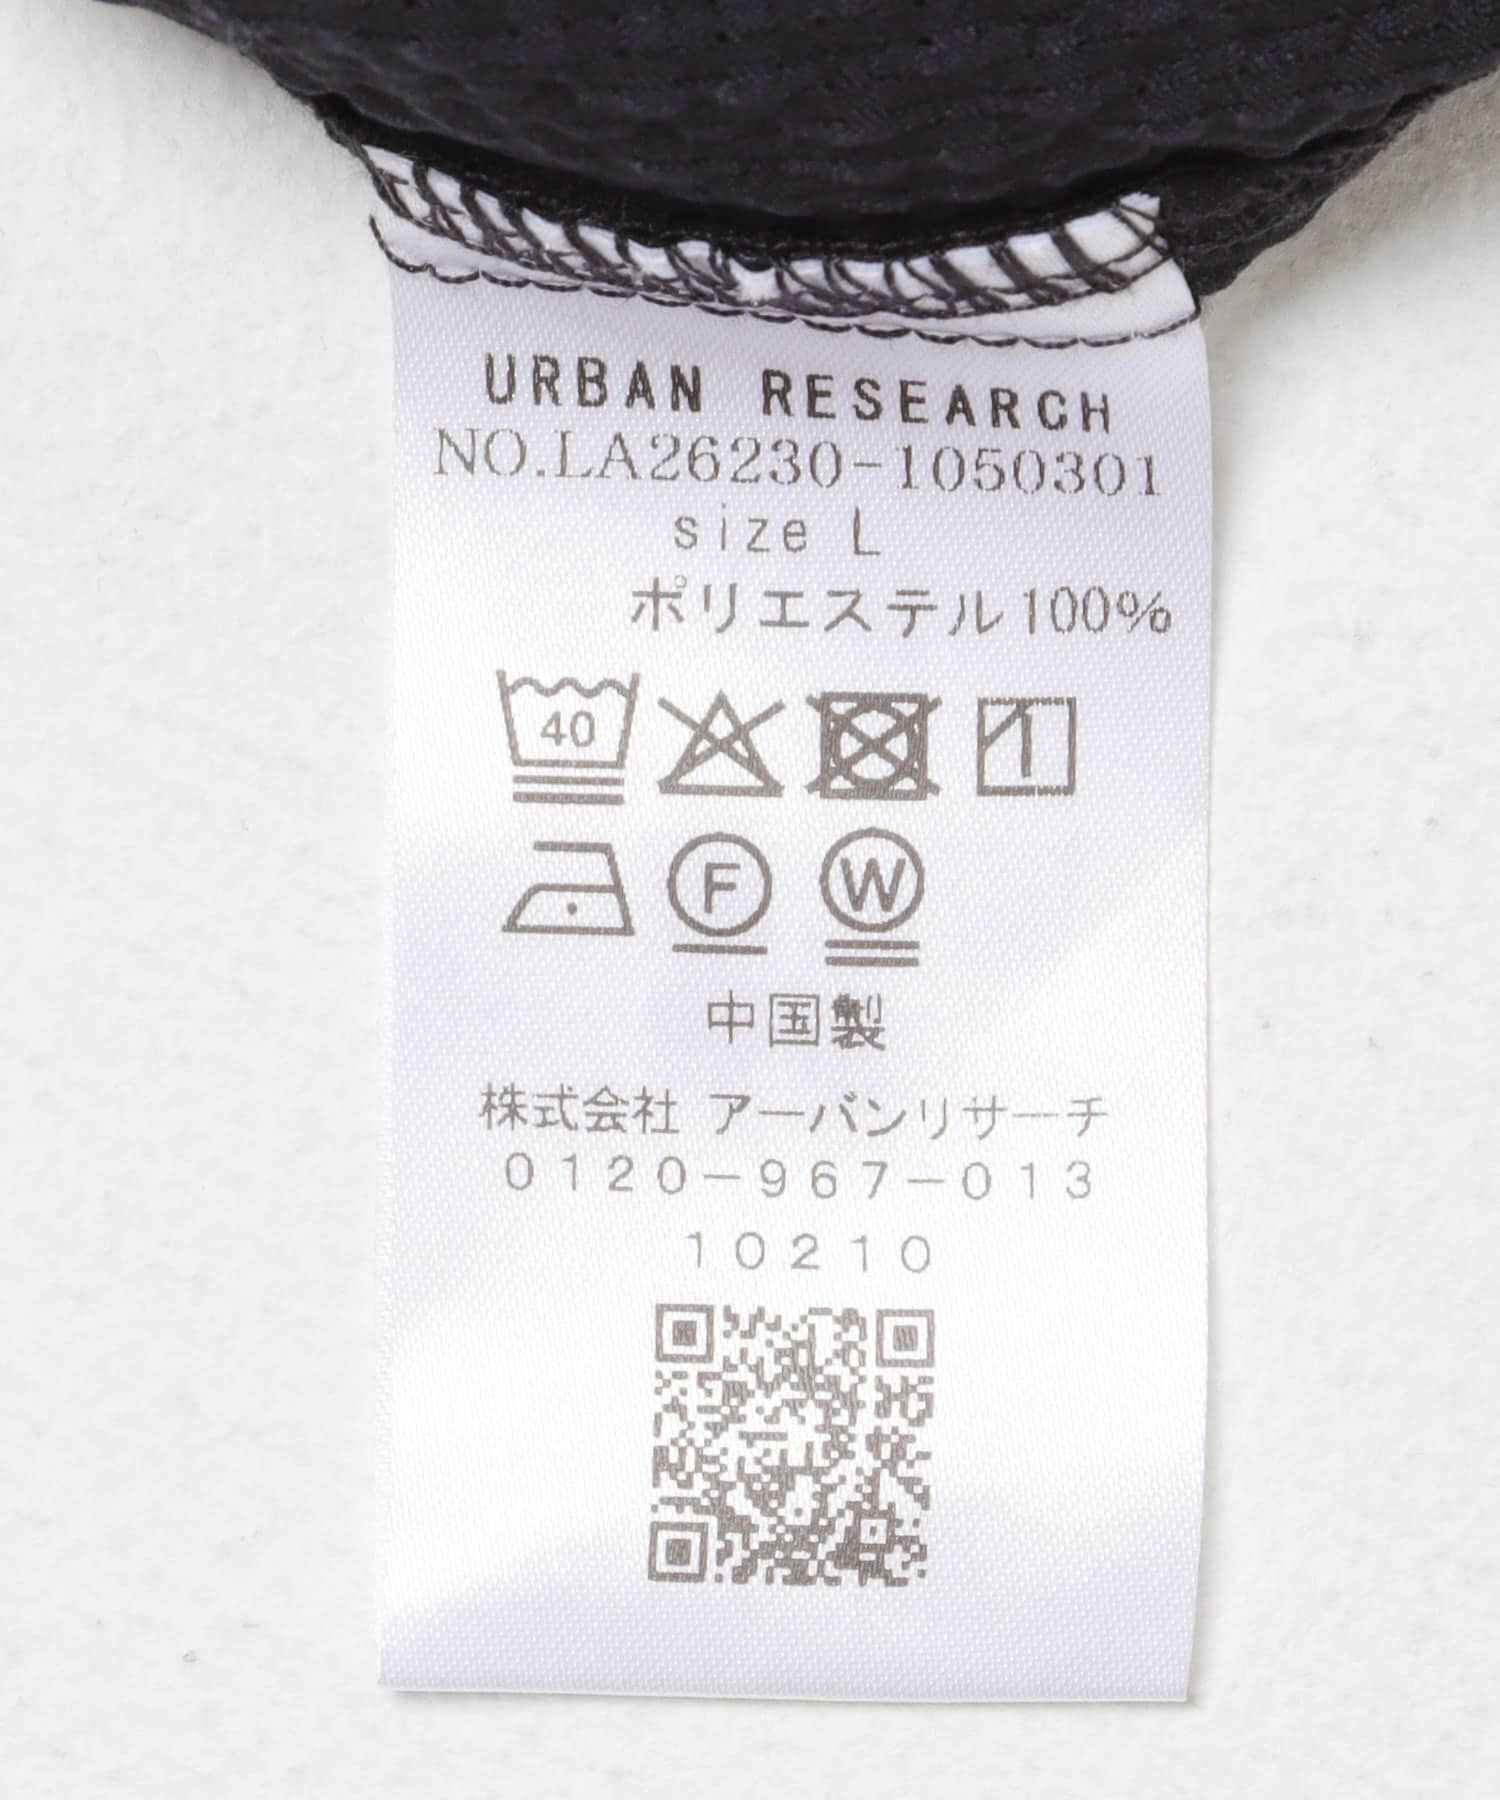 URBAN RESEARCH
NO.LA26230-1050301
size L
ポリエステル100%
40
F W
中国製
株式会社 アーバンリサーチ
0120-967-013
10210